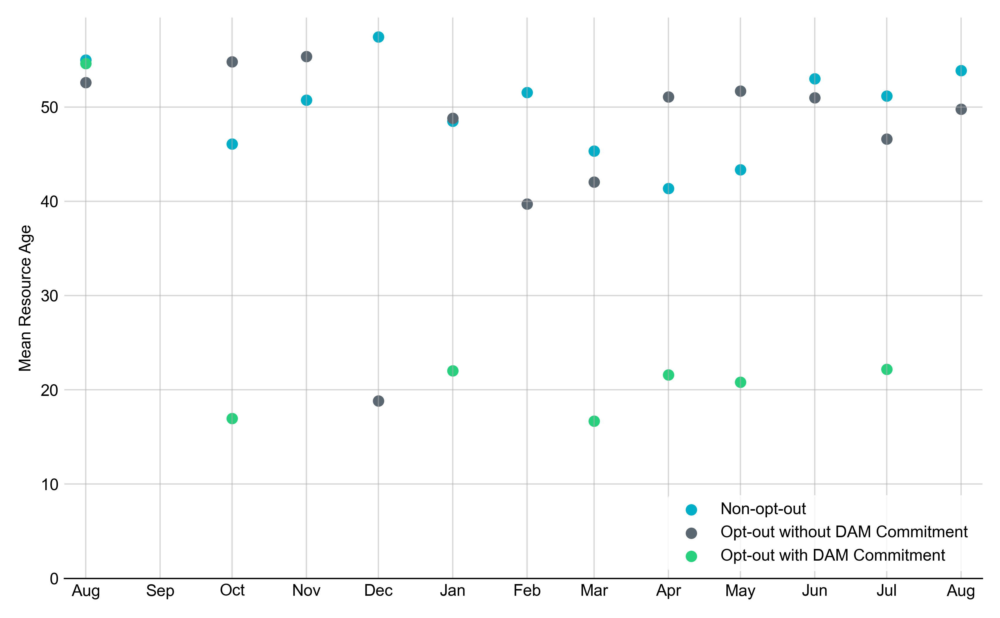 Mean Resource Age
50
40
30
20
10
0
Aug Sep Oct Nov Dec Jan Feb Mar Apr May Jun Jul Aug
Non-opt-out
Opt-out without DAM Commitment
Opt-out with DAM Commitment